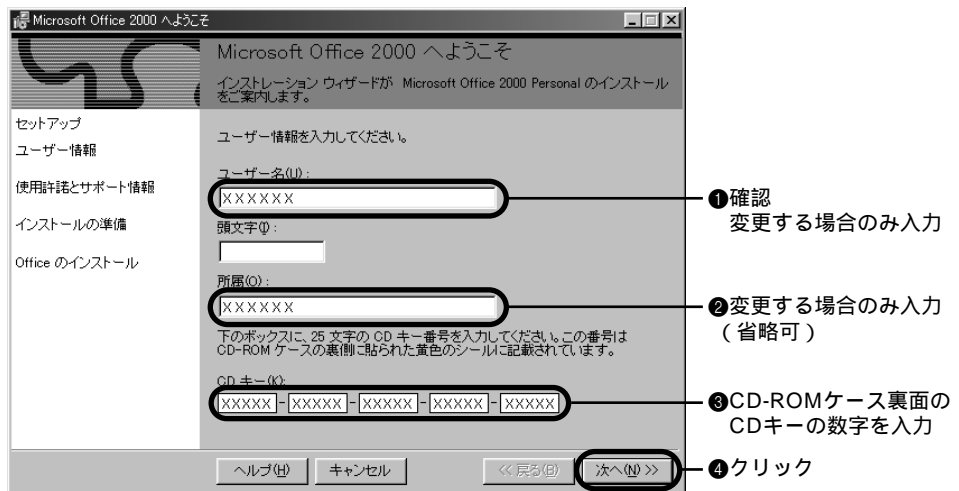 Microsoft Office 2000 へようこそ
Microsoft Office 2000 へようこそ
インストレーション ウィザードが Microsoft Office 2000 Personal のインストール
をご案内します。
セットアップ
ユーザー情報
使用許諾とサポート情報
インストールの準備
Office のインストール
ユーザー情報を入力してください。
ユーザー名(U):
XXXXXX
頭文字(I):
所属(O):
XXXXXX
下のボックスに、25 文字の CD キー番号を入力してください。この番号は
CD-ROM ケースの裏側に貼られた黄色のシールに記載されています。
CD キー(K):
XXXXX-XXXXX-XXXXX-XXXXX-XXXXX
ヘルプ(H)
キャンセル
<<戻る(B)
次へ(N) >>
❶確認
変更する場合のみ入力
❷変更する場合のみ入力
(省略可)
❸CD-ROMケース裏面の
CDキーの数字を入力
❹クリック